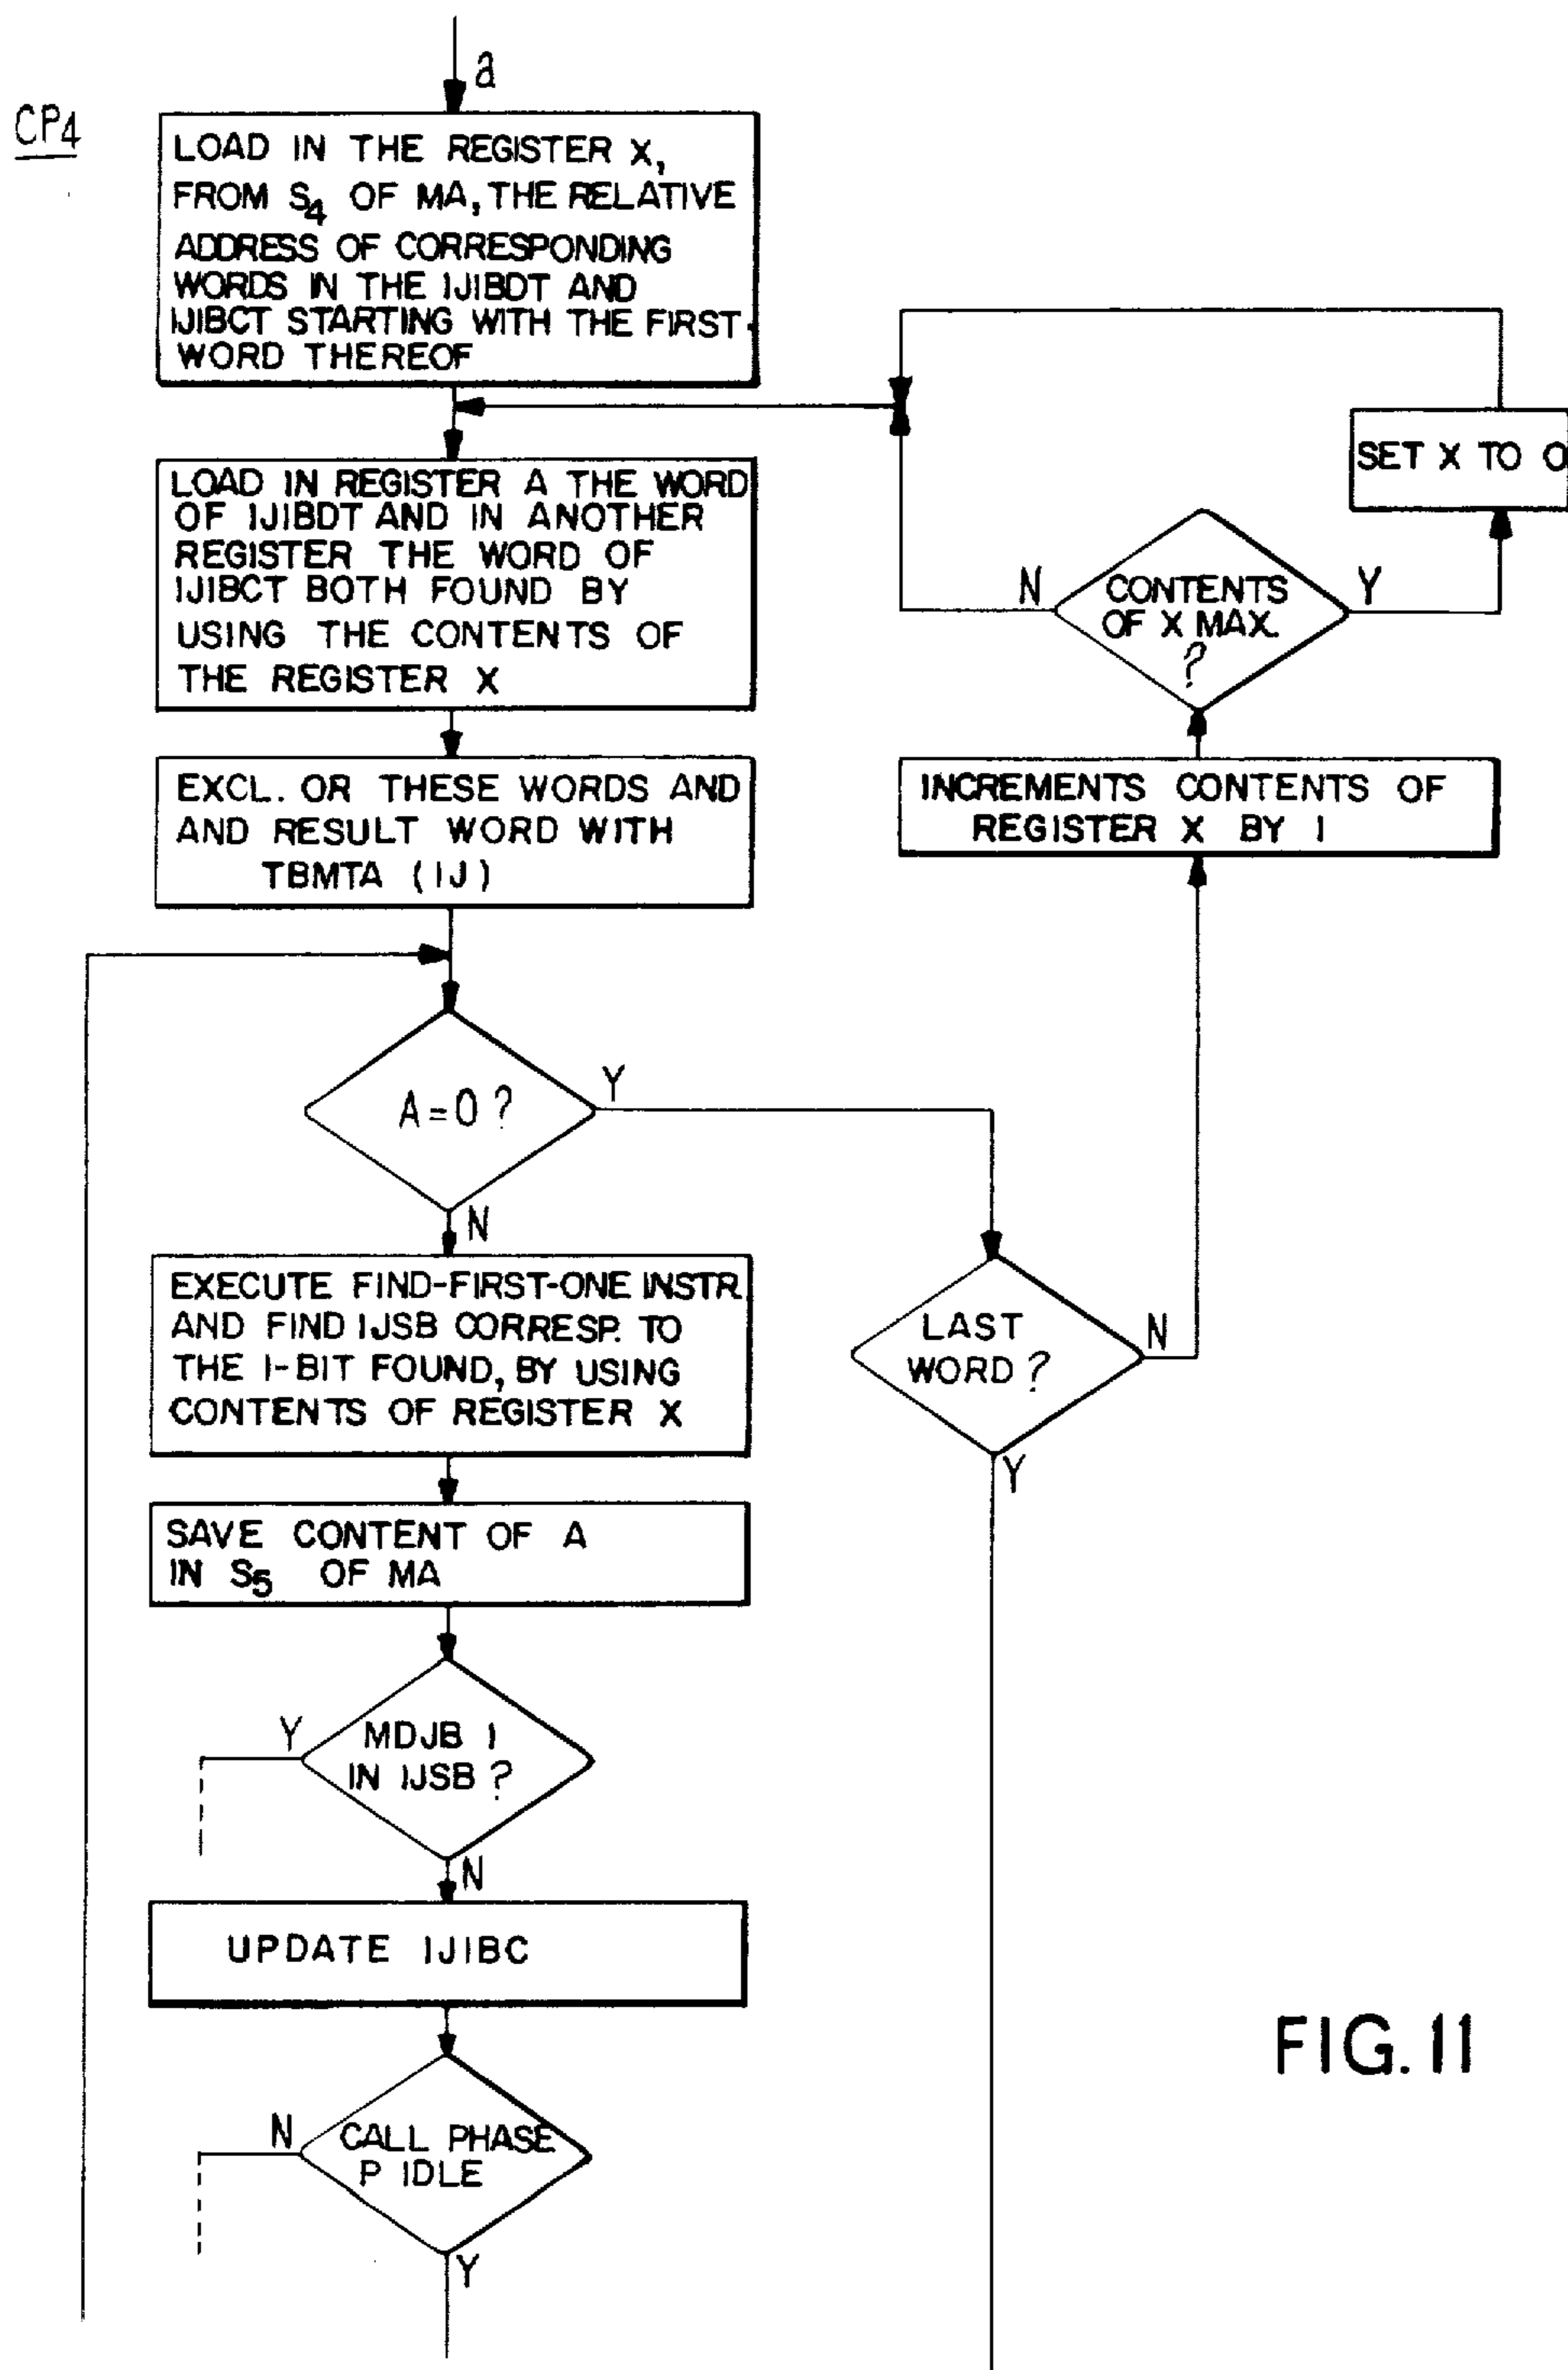 a
CP4
LOAD IN THE REGISTER X,
FROM S4 OF MA, THE RELATIVE
ADDRESS OF CORRESPONDING
WORDS IN THE IJIBDT AND
IJIBCT STARTING WITH THE FIRST
WORD THEREOF
SET X TO 0
LOAD IN REGISTER A THE WORD
OF IJIBDT AND IN ANOTHER
REGISTER THE WORD OF
IJIBCT BOTH FOUND BY
USING THE CONTENTS OF
THE REGISTER X
N
CONTENTS
OF X MAX.
?
Y
EXCL. OR THESE WORDS AND
AND RESULT WORD WITH
TBMTA (IJ)
INCREMENTS CONTENTS OF
REGISTER X BY 1
A=0?
Y
N
EXECUTE FIND-FIRST-ONE INSTR
AND FIND IJSB CORRESP. TO
THE 1-BIT FOUND, BY USING
CONTENTS OF REGISTER X
LAST
WORD?
N
Y
SAVE CONTENT OF A
IN S5 OF MA
Y
MDJB 1
IN IJSB?
N
UPDATE IJIBC
N
CALL PHASE
P IDLE
Y
FIG. 11